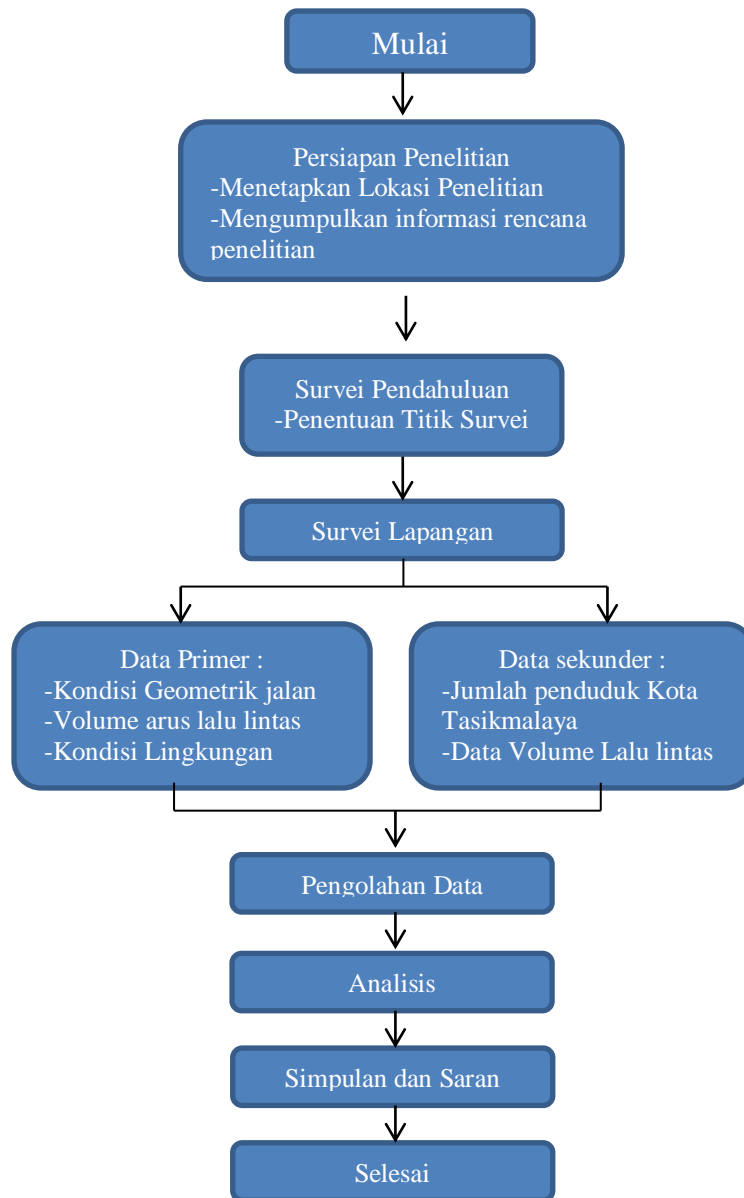 Mulai
Persiapan Penelitian
-Menetapkan Lokasi Penelitian
-Mengumpulkan informasi rencana
penelitian
Survei Pendahuluan
-Penentuan Titik Survei
Survei Lapangan
Data Primer :
-Kondisi Geometrik jalan
-Volume arus lalu lintas
-Kondisi Lingkungan
Data sekunder :
-Jumlah penduduk Kota
Tasikmalaya
-Data Volume Lalu lintas
Pengolahan Data
Analisis
Simpulan dan Saran
Selesai